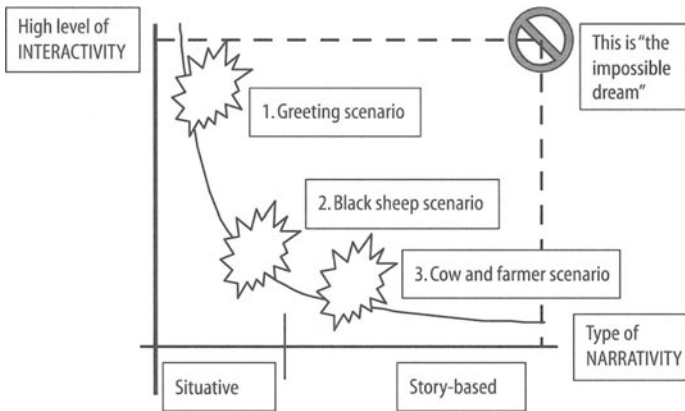 High level of
INTERACTIVITY
This is “the
impossible
dream”
1. Greeting scenario
2. Black sheep scenario
3. Cow and farmer scenario
Type of
NARRATIVITY
Situative
Story-based